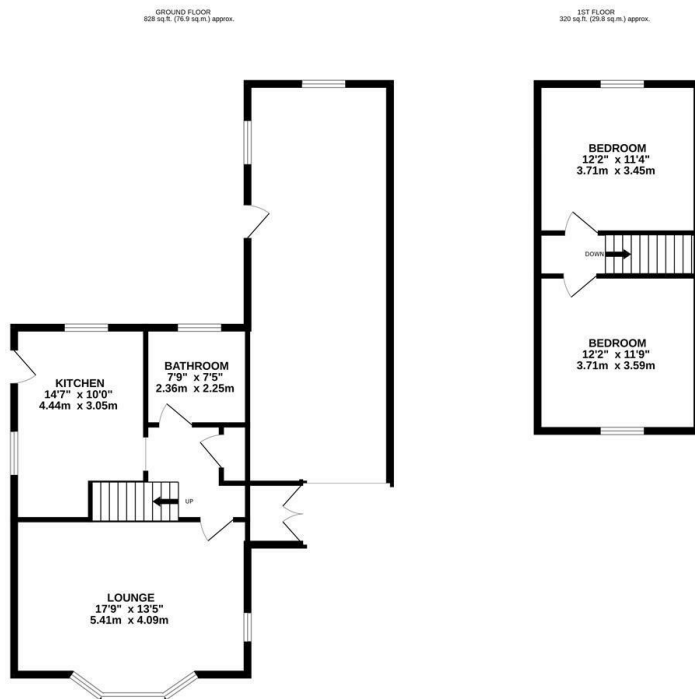 GROUND FLOOR
828 sq.ft. (76.9 sq.m.) approx.
1ST FLOOR
320 sq.ft. (29.8 sq.m.) approx.
BEDROOM
12'2" x 11'4"
3.71m x 3.45m
DOWN
BEDROOM
12'2" x 11'9"
3.71m x 3.59m
KITCHEN
14'7" x 10'0"
4.44m x 3.05m
BATHROOM
7'9" x 7'5"
2.36m x 2.25m
UP
LOUNGE
17'9" x 13'5"
5.41m x 4.09m